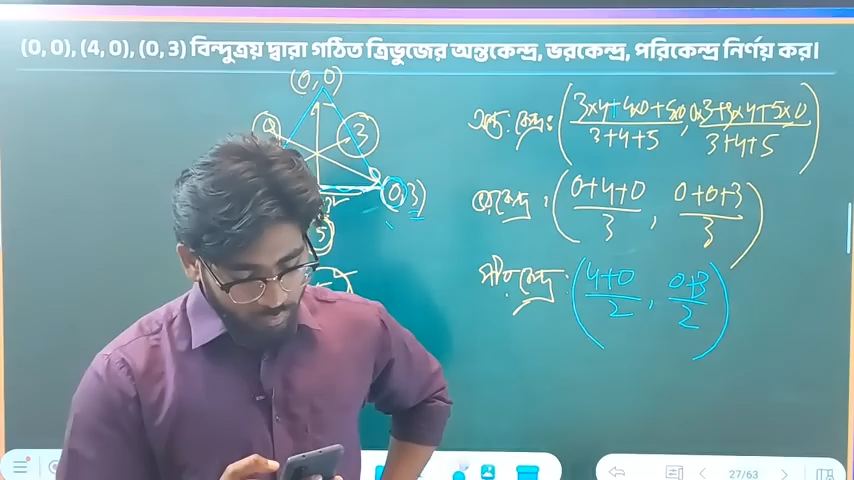 (0, 0), (4, 0), (0, 3) বিন্দুত্রয় দ্বারা গঠিত ত্রিভুজের অন্তকেন্দ্র, ভরকেন্দ্র, পরিকেন্দ্র নির্ণয় কর।
(0,0)
3
(0,3)
5
অন্ত:কেন্দ্র: (3×4+4×0+5×0/3+4+5, 0×3+3×4+5×0/3+4+5)
ভরকেন্দ্র: (0+4+0/3, 0+0+3/3)
পরিকেন্দ্র: (4+0/2, 0+3/2)
27/63